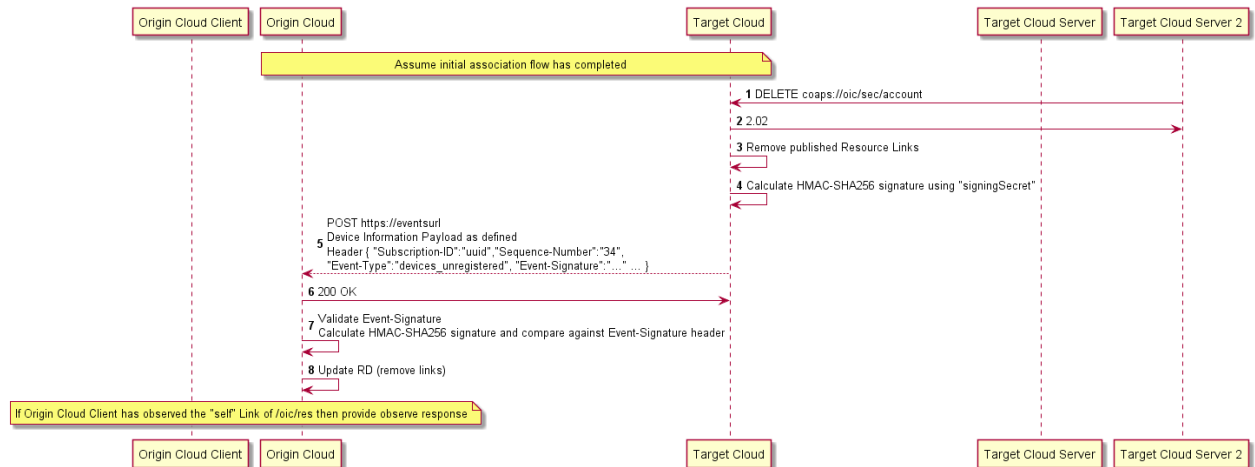 Origin Cloud Client
Origin Cloud
Target Cloud
Target Cloud Server
Target Cloud Server 2
Assume initial association flow has completed
1 DELETE coaps://oic/sec/account
2 2.02
3 Remove published Resource Links
4 Calculate HMAC-SHA256 signature using "signingSecret"
POST https://eventsurl
Device Information Payload as defined
5 Header { "Subscription-ID":"uuid","Sequence-Number":"34",
"Event-Type":"devices_unregistered", "Event-Signature":"..." ... }
6 200 OK
Validate Event-Signature
7 Calculate HMAC-SHA256 signature and compare against Event-Signature header
8 Update RD (remove links)
If Origin Cloud Client has observed the "self" Link of /oic/res then provide observe response
Origin Cloud Client
Origin Cloud
Target Cloud
Target Cloud Server
Target Cloud Server 2